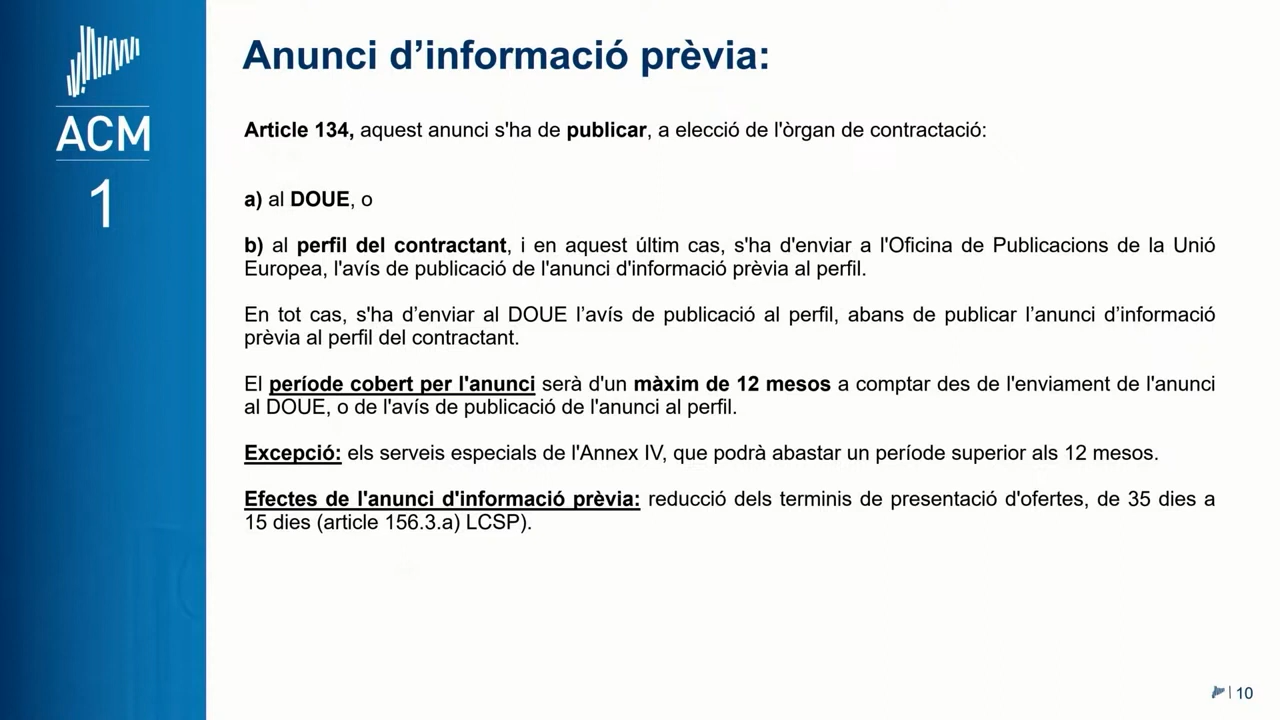 ACM
1
Anunci d’informació prèvia:
Article 134, aquest anunci s'ha de publicar, a elecció de l'òrgan de contractació:
a) al DOUE, o
b) al perfil del contractant, i en aquest últim cas, s'ha d'enviar a l'Oficina de Publicacions de la Unió
Europea, l'avís de publicació de l'anunci d'informació prèvia al perfil.
En tot cas, s'ha d’enviar al DOUE l’avís de publicació al perfil, abans de publicar l’anunci d’informació
prèvia al perfil del contractant.
El període cobert per l'anunci serà d'un màxim de 12 mesos a comptar des de l'enviament de l'anunci
al DOUE, o de l'avís de publicació de l'anunci al perfil.
Excepció: els serveis especials de l'Annex IV, que podrà abastar un període superior als 12 mesos.
Efectes de l'anunci d'informació prèvia: reducció dels terminis de presentació d'ofertes, de 35 dies a
15 dies (article 156.3.a) LCSP).
10